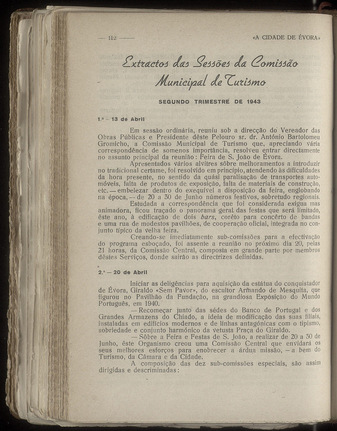 — 112 —
«A CIDADE DE ÉVORA»
Extractos das Sessões da Comissão
Municipal de Turismo
SEGUNDO TRIMESTRE DE 1943
1.ª - 13 de Abril
Em sessão ordinária, reuniu sob a direcção do Vereador das
Obras Públicas e Presidente dêste Pelouro sr. dr. António Bartolomeu
Gromicho, a Comissão Municipal de Turismo que, apreciando vária
correspondência de somenos importância, resolveu entrar directamente
no assunto principal da reunião: Feira de S. João de Évora.
Apresentados vários alvitres sôbre melhoramentos a introduzir
no tradicional certame, foi resolvido em princípio, atendendo às dificuldades
da hora presente, no sentido da quási paralisação de transportes auto-
móveis, falta de produtos de exposição, falta de materiais de construção,
etc. — embelezar dentro do exequível a disposição da feira, englobando
na época, — de 20 a 30 de Junho números festivos, sobretudo regionais.
Estudada a correspondência que foi considerada exígua mas
animadora, ficou traçado o panorama geral das festas que será limitado,
êste ano, à edificação de dois bars, corêto para concêrto de bandas
e uma rua de modestos pavilhões, de cooperação oficial, integrada no con-
junto típico da velha feira.
Creando-se imediatamente sub-comissões para a efectivação
do programa esboçado, foi assente a reunião no próximo dia 20, pelas
21 horas, da Comissão Central, composta em grande parte por membros
dêstes Serviços, donde sairão as directrizes definidas.
2.ª - 20 de Abril
Iniciar as deligências para aquisição da estátua do conquistador
de Évora, Giraldo «Sem Pavor», do escultor Armando de Mesquita, que
figurou no Pavilhão da Fundação, na grandiosa Exposição do Mundo
Português, em 1940.
— Recomeçar junto das sédes do Banco de Portugal e dos
Grandes Armazens do Chiado, a ideia de modificação das suas filiais,
instaladas em edifícios modernos e de linhas antagónicas com o tipismo,
sobriedade e conjunto harmónico da vetusta Praça do Giraldo.
— Sôbre a Feira e Festas de S. João, a realizar de 20 a 30 de
Junho, êste Organismo creou uma Comissão Central que envidará os
seus melhores esforços para enobrecer a árdua missão, — a bem do
Turismo, da Câmara e da Cidade.
A composição das dez sub-comissões especiais, são assim
dirigidas e descriminadas: